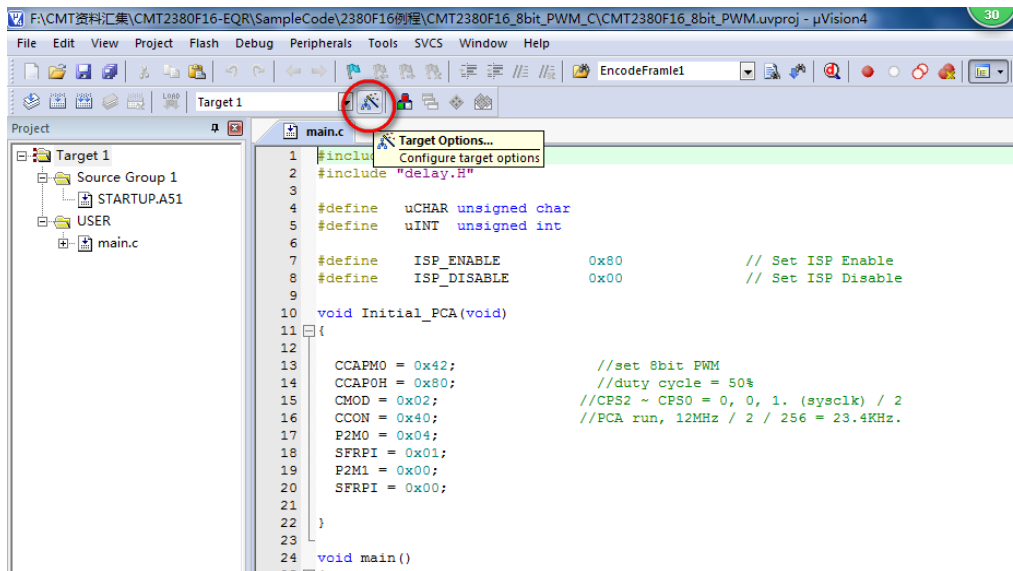 F:\CMT资料汇集\CMT2380F16-EQR\SampleCode\2380F16例程\CMT2380F16_8bit_PWM_C\CMT2380F16_8bit_PWM.uvproj - µVision4
30
File Edit View Project Flash Debug Peripherals Tools SVCS Window Help
EncodeFramle1
LOAD
Target 1
Project
main.c
Target Options...
Configure target options
Target 1
Source Group 1
STARTUP.A51
USER
main.c
1 #inclu
2 #include "delay.H"
3
4 #define uCHAR unsigned char
5 #define uINT unsigned int
6
7 #define ISP_ENABLE 0x80 // Set ISP Enable
8 #define ISP_DISABLE 0x00 // Set ISP Disable
9
10 void Initial_PCA(void)
11 {
12
13 CCAPM0 = 0x42; //set 8bit PWM
14 CCAP0H = 0x80; //duty cycle = 50%
15 CMOD = 0x02; //CPS2 ~ CPS0 = 0, 0, 1. (sysclk) / 2
16 CCON = 0x40; //PCA run, 12MHz / 2 / 256 = 23.4KHz.
17 P2M0 = 0x04;
18 SFRPI = 0x01;
19 P2M1 = 0x00;
20 SFRPI = 0x00;
21
22 }
23
24 void main()